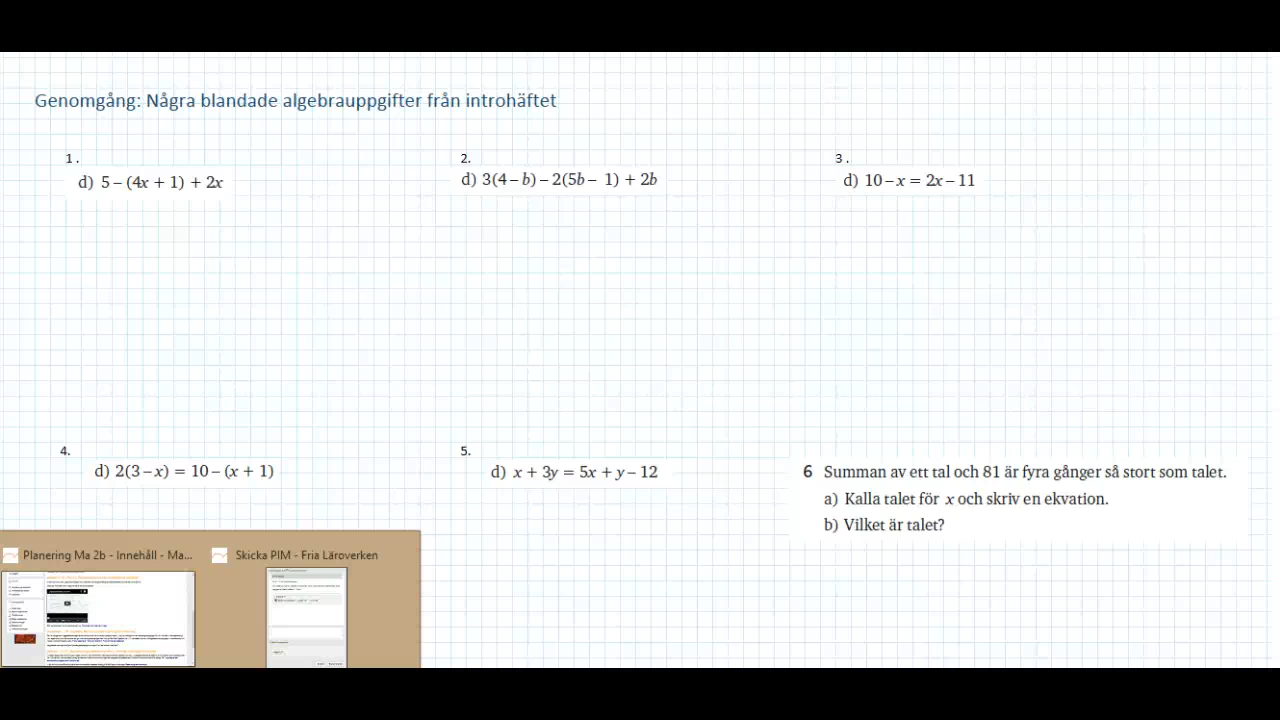 Genomgång: Några blandade algebrauppgifter från introhäftet
1 .
d) 5 – (4x + 1) + 2x
2.
d) 3(4 – b) – 2(5b – 1) + 2b
3 .
d) 10 – x = 2x – 11
4.
d) 2(3 – x) = 10 – (x + 1)
5.
d) x + 3y = 5x + y – 12
6 Summan av ett tal och 81 är fyra gånger så stort som talet.
a) Kalla talet för x och skriv en ekvation.
b) Vilket är talet?
Planering Ma 2b - Innehåll - Ma...
Skicka PIM - Fria Läroverken